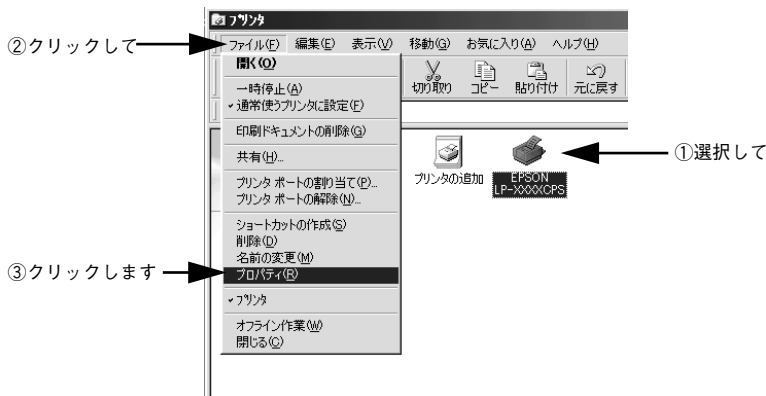 プリンタ
②クリックして
ファイル(F) 編集(E) 表示(V) 移動(G) お気に入り(A) ヘルプ(H)
開く(O)
切り取り コピー 貼り付け 元に戻す
一時停止(A)
通常使うプリンタに設定(F)
印刷ドキュメントの削除(G)
共有(H)...
プリンタの追加
EPSON
LP-XXXXCPS
①選択して
プリンタ ポートの割り当て(P)...
プリンタ ポートの解除(N)...
ショートカットの作成(S)
削除(D)
名前の変更(M)
③クリックします
プロパティ(R)
プリンタ
オフライン作業(W)
閉じる(C)